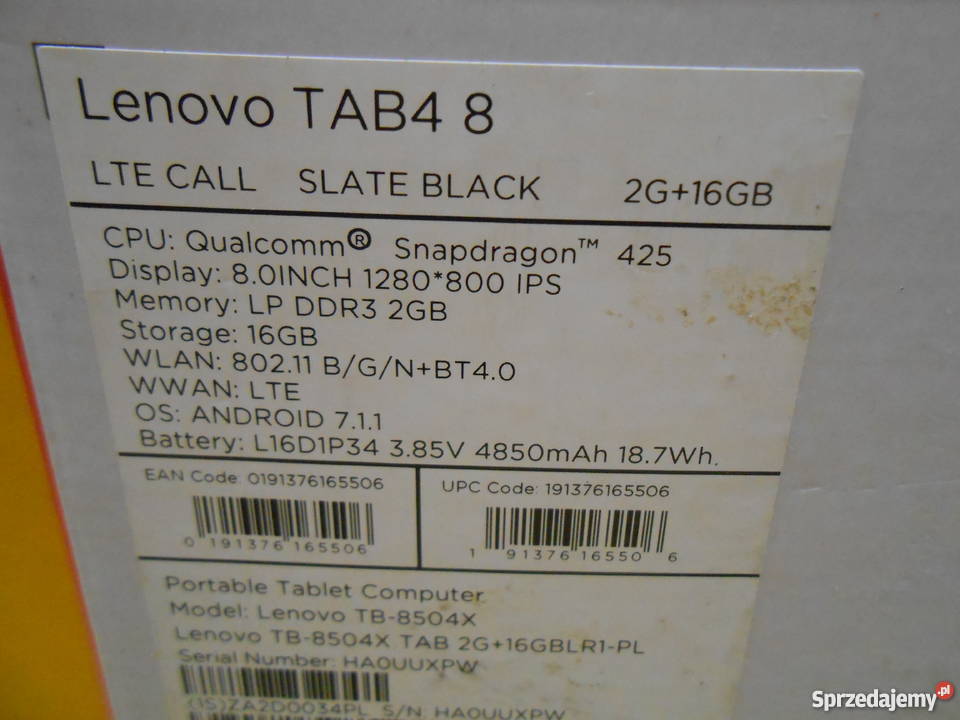 Lenovo TAB4 8
LTE CALL SLATE BLACK 2G+16GB
CPU: Qualcomm® Snapdragon™ 425
Display: 8.0INCH 1280*800 IPS
Memory: LP DDR3 2GB
Storage: 16GB
WLAN: 802.11 B/G/N+BT4.0
WWAN: LTE
OS: ANDROID 7.1.1
Battery: L16D1P34 3.85V 4850mAh 18.7Wh.
EAN Code: 0191376165506
0 191376 165506
UPC Code: 191376165506
1 91376 16550 6
Portable Tablet Computer
Model: Lenovo TB-8504X
Lenovo TB-8504X TAB 2G+16GBLR1-PL
Serial Number: HA0UUXPW
(1S)ZA2D0034PL S/N: HA0UUXPW
Sprzedajemy.pl